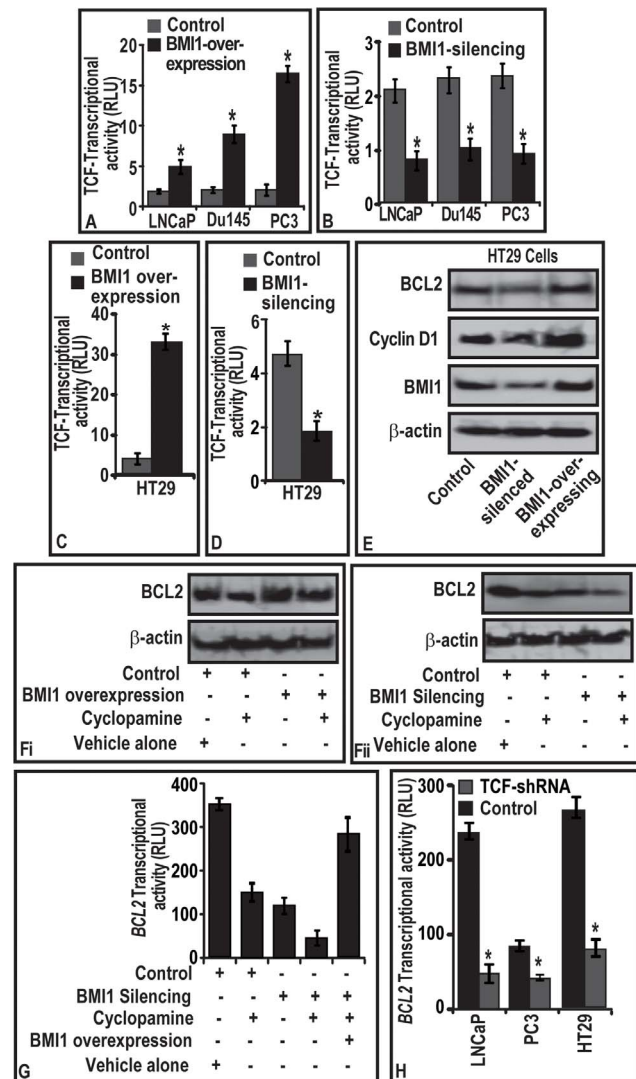 Control
BMI1-over-
expression
TCF-Transcriptional
activity (RLU)
20
15
10
5
0
*
*
*
LNCaP Du145 PC3
A
Control
BMI1-silencing
TCF-Transcriptional
activity (RLU)
3
2
1
0
*
*
*
LNCaP Du145 PC3
B
Control
BMI1 over-
expression
TCF-Transcriptional
activity (RLU)
40
30
20
10
0
*
HT29
C
Control
BMI1-
silencing
TCF-Transcriptional
activity (RLU)
6
4
2
0
*
HT29
D
HT29 Cells
BCL2
Cyclin D1
BMI1
β-actin
Control
BMI1-
silenced
BMI1-over-
expressing
E
BCL2
β-actin
Control + + - -
BMI1 overexpression - - + +
Cyclopamine - + - +
Vehicle alone + - - -
Fi
BCL2
β-actin
Control + + - -
BMI1 Silencing - - + +
Cyclopamine - + - +
Vehicle alone + - - -
Fii
BCL2 Transcriptional
activity (RLU)
400
300
200
100
0
Control + + - - -
BMI1 Silencing - - + + +
Cyclopamine - + - + +
BMI1 overexpression - - - - +
Vehicle alone + - - - -
G
TCF-shRNA
Control
BCL2 Transcriptional activity (RLU)
300
200
100
0
*
*
*
LNCaP
PC3
HT29
H